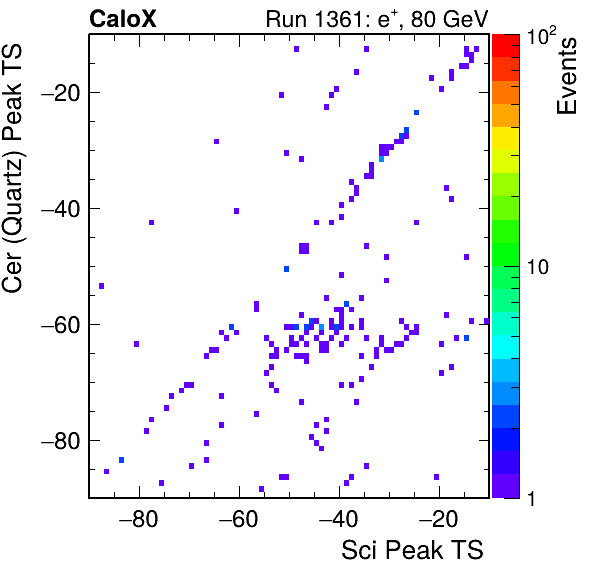 CaloX Run 1361: e⁺, 80 GeV
Cer (Quartz) Peak TS
−20
−40
−60
−80
−80 −60 −40 −20
Sci Peak TS
10²
10
1
Events